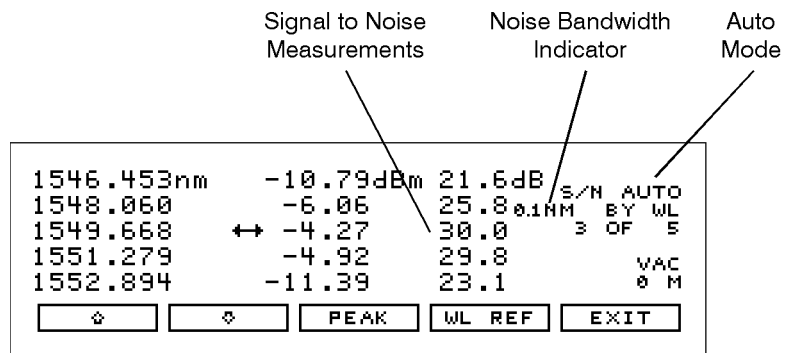 Signal to Noise Measurements
Noise Bandwidth Indicator
Auto Mode
1546.453nm -10.79dBm 21.6dB S/N AUTO
1548.060 -6.06 25.8 0.1NM BY WL
1549.668 ↔ -4.27 30.0 3 OF 5
1551.279 -4.92 29.8 VAC
1552.894 -11.39 23.1 0 M
PEAK WL REF EXIT